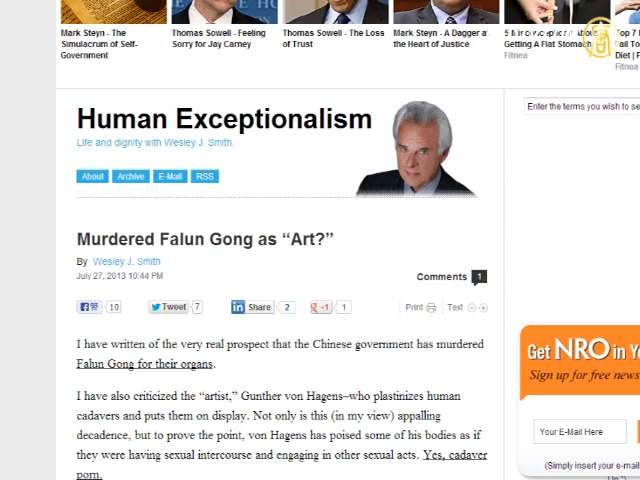 Mark Steyn - The
Simulacrum of Self-
Government
Thomas Sowell - Feeling
Sorry for Jay Carney
Thomas Sowell - The Loss
of Trust
Mark Steyn - A Dagger at
the Heart of Justice
Getting A Flat Stomach
Fitnea
Top 7
Fail To
Diet | F
Fitnea
Human Exceptionalism
Life and dignity with Wesley J. Smith.
Enter the terms you wish to se
About Archive E-Mail RSS
Murdered Falun Gong as “Art?”
By Wesley J. Smith
July 27, 2013 10:44 PM
Comments 1
赞 10 Tweet 7 Share 2 +1 1 Print Text
I have written of the very real prospect that the Chinese government has murdered
Falun Gong for their organs.
I have also criticized the “artist,” Gunther von Hagens–who plastinizes human
cadavers and puts them on display. Not only is this (in my view) appalling
decadence, but to prove the point, von Hagens has poised some of his bodies as if
they were having sexual intercourse and engaging in other sexual acts. Yes, cadaver
porn.
Get NRO in Yo
Sign up for free news
Your E-Mail Here
(Simply insert your e-mail